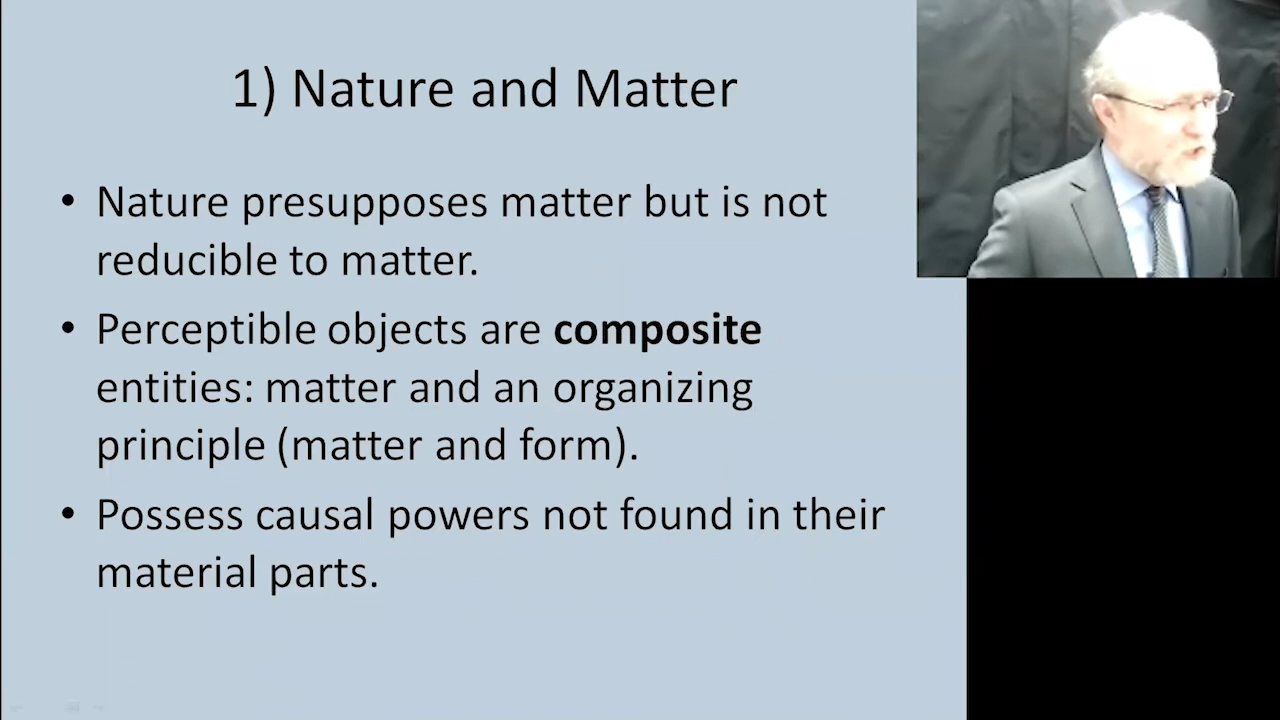 1) Nature and Matter
• Nature presupposes matter but is not
reducible to matter.
• Perceptible objects are composite
entities: matter and an organizing
principle (matter and form).
• Possess causal powers not found in their
material parts.